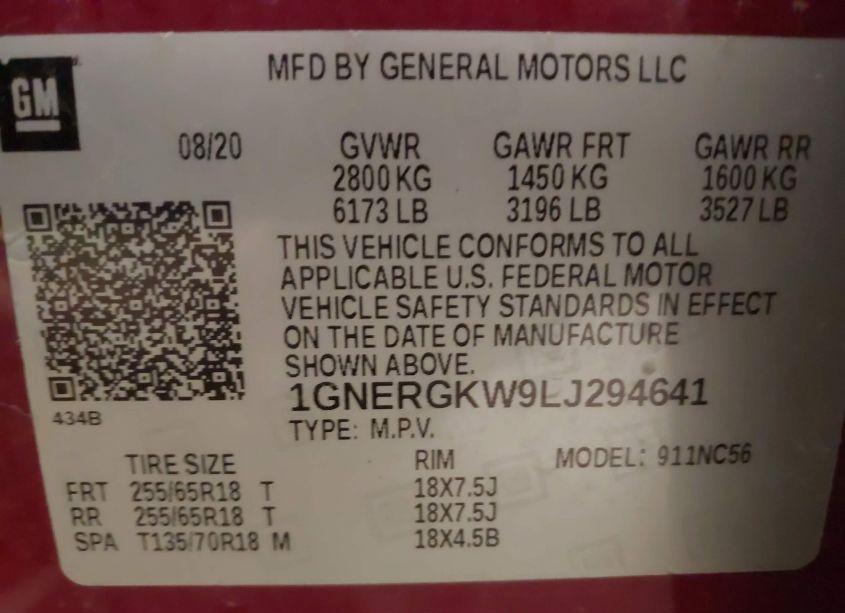 GM
MFD BY GENERAL MOTORS LLC
08/20 GVWR GAWR FRT GAWR RR
2800 KG 1450 KG 1600 KG
6173 LB 3196 LB 3527 LB
THIS VEHICLE CONFORMS TO ALL
APPLICABLE U.S. FEDERAL MOTOR
VEHICLE SAFETY STANDARDS IN EFFECT
ON THE DATE OF MANUFACTURE
SHOWN ABOVE.
1GNERGKW9LJ294641
434B
TYPE: M.P.V.
TIRE SIZE RIM MODEL: 911NC56
FRT 255/65R18 T 18X7.5J
RR 255/65R18 T 18X7.5J
SPA T135/70R18 M 18X4.5B